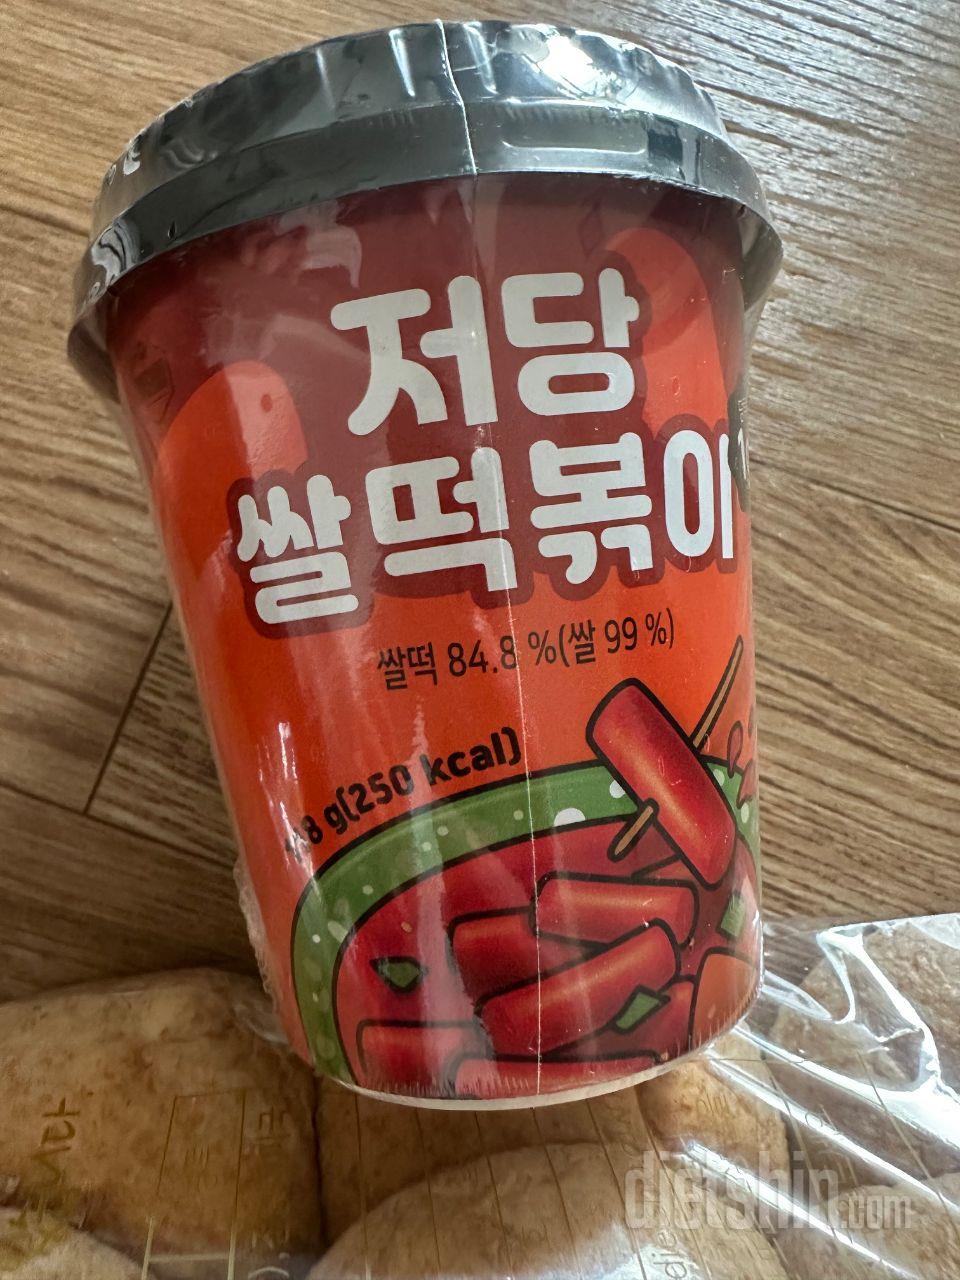 저당
쌀떡볶이
쌀떡 84.8 %(쌀 99 %)
g(250 kcal)
dietshin.com